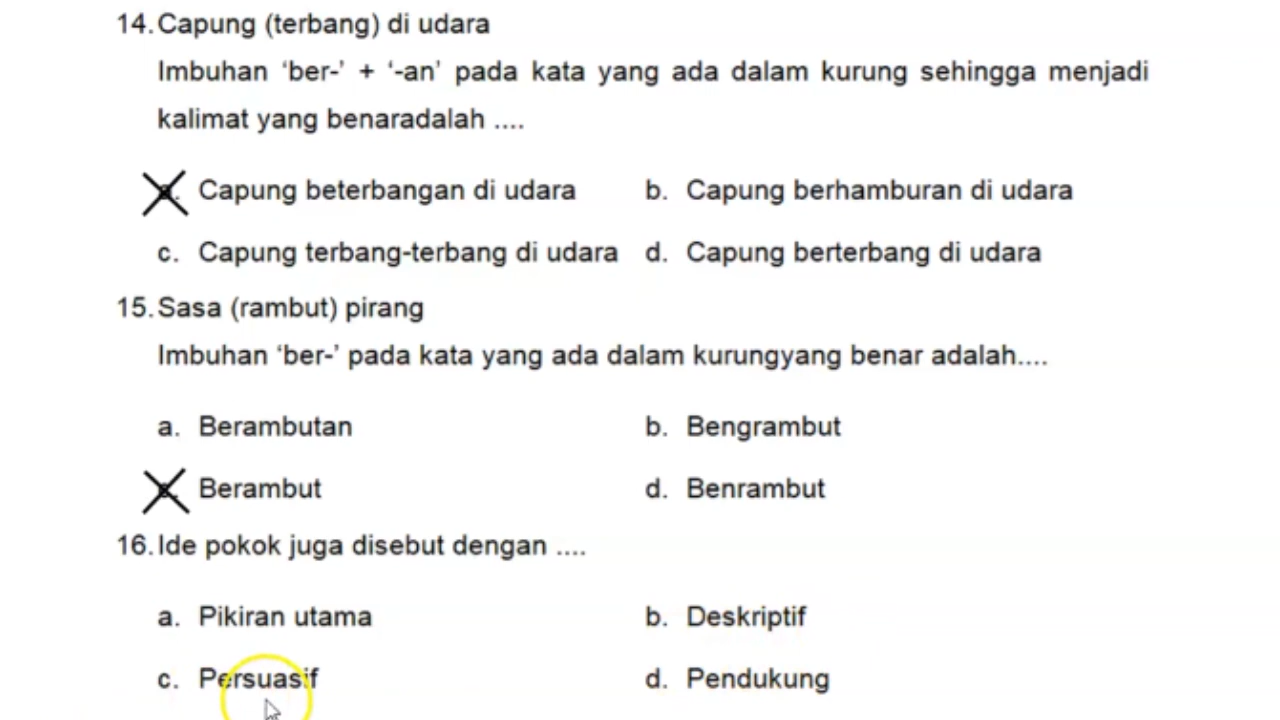 14. Capung (terbang) di udara
Imbuhan ‘ber-’ + ‘-an’ pada kata yang ada dalam kurung sehingga menjadi
kalimat yang benaradalah ....
Capung beterbangan di udara b. Capung berhamburan di udara
c. Capung terbang-terbang di udara d. Capung berterbang di udara
15. Sasa (rambut) pirang
Imbuhan ‘ber-’ pada kata yang ada dalam kurungyang benar adalah....
a. Berambutan b. Bengrambut
Berambut d. Benrambut
16. Ide pokok juga disebut dengan ....
a. Pikiran utama b. Deskriptif
c. Persuasif d. Pendukung